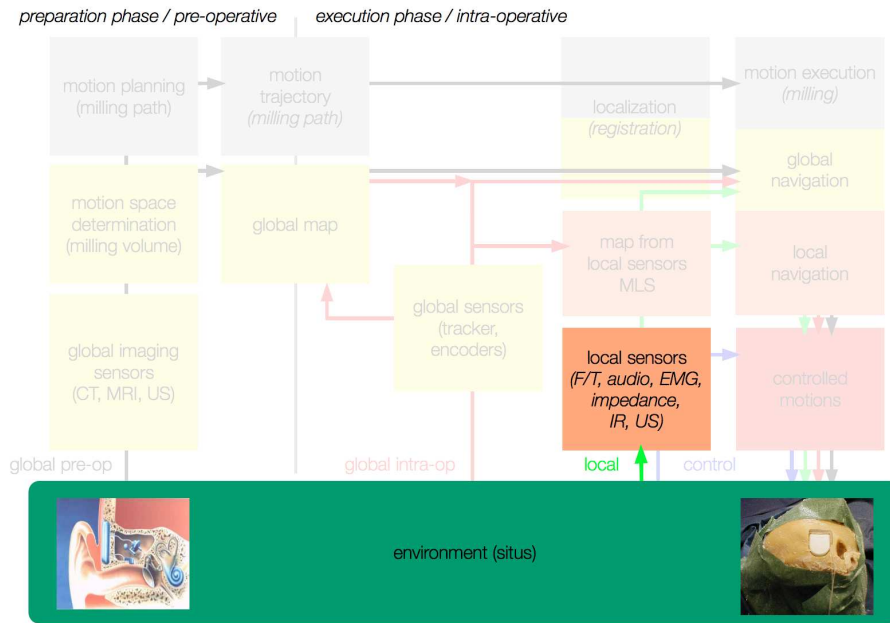 preparation phase / pre-operative
execution phase / intra-operative
motion planning
(milling path)
motion
trajectory
(milling path)
localization
(registration)
motion execution
(milling)
motion space
determination
(milling volume)
global map
global
navigation
map from
local sensors
MLS
local
navigation
global imaging
sensors
(CT, MRI, US)
global sensors
(tracker,
encoders)
local sensors
(F/T, audio, EMG,
impedance,
IR, US)
controlled
motions
global pre-op
global intra-op
local
control
environment (situs)